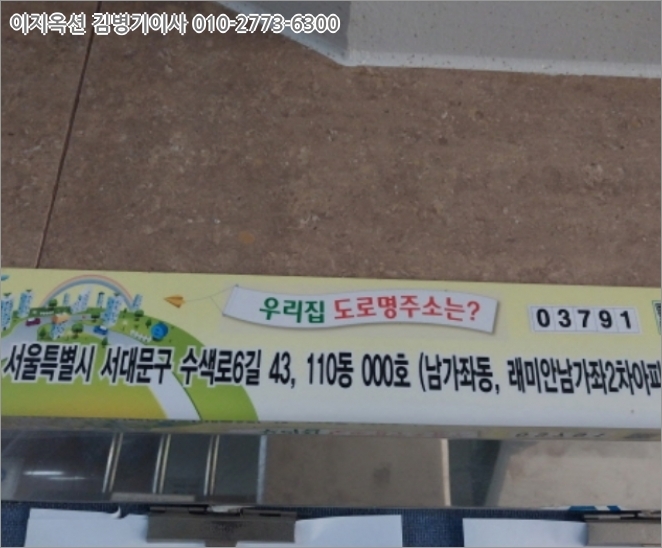 이지옥션 김병기이사 010-2773-6300
우리집 도로명주소는?
03791
서울특별시 서대문구 수색로6길 43, 110동 000호 (남가좌동, 래미안남가좌2차아파